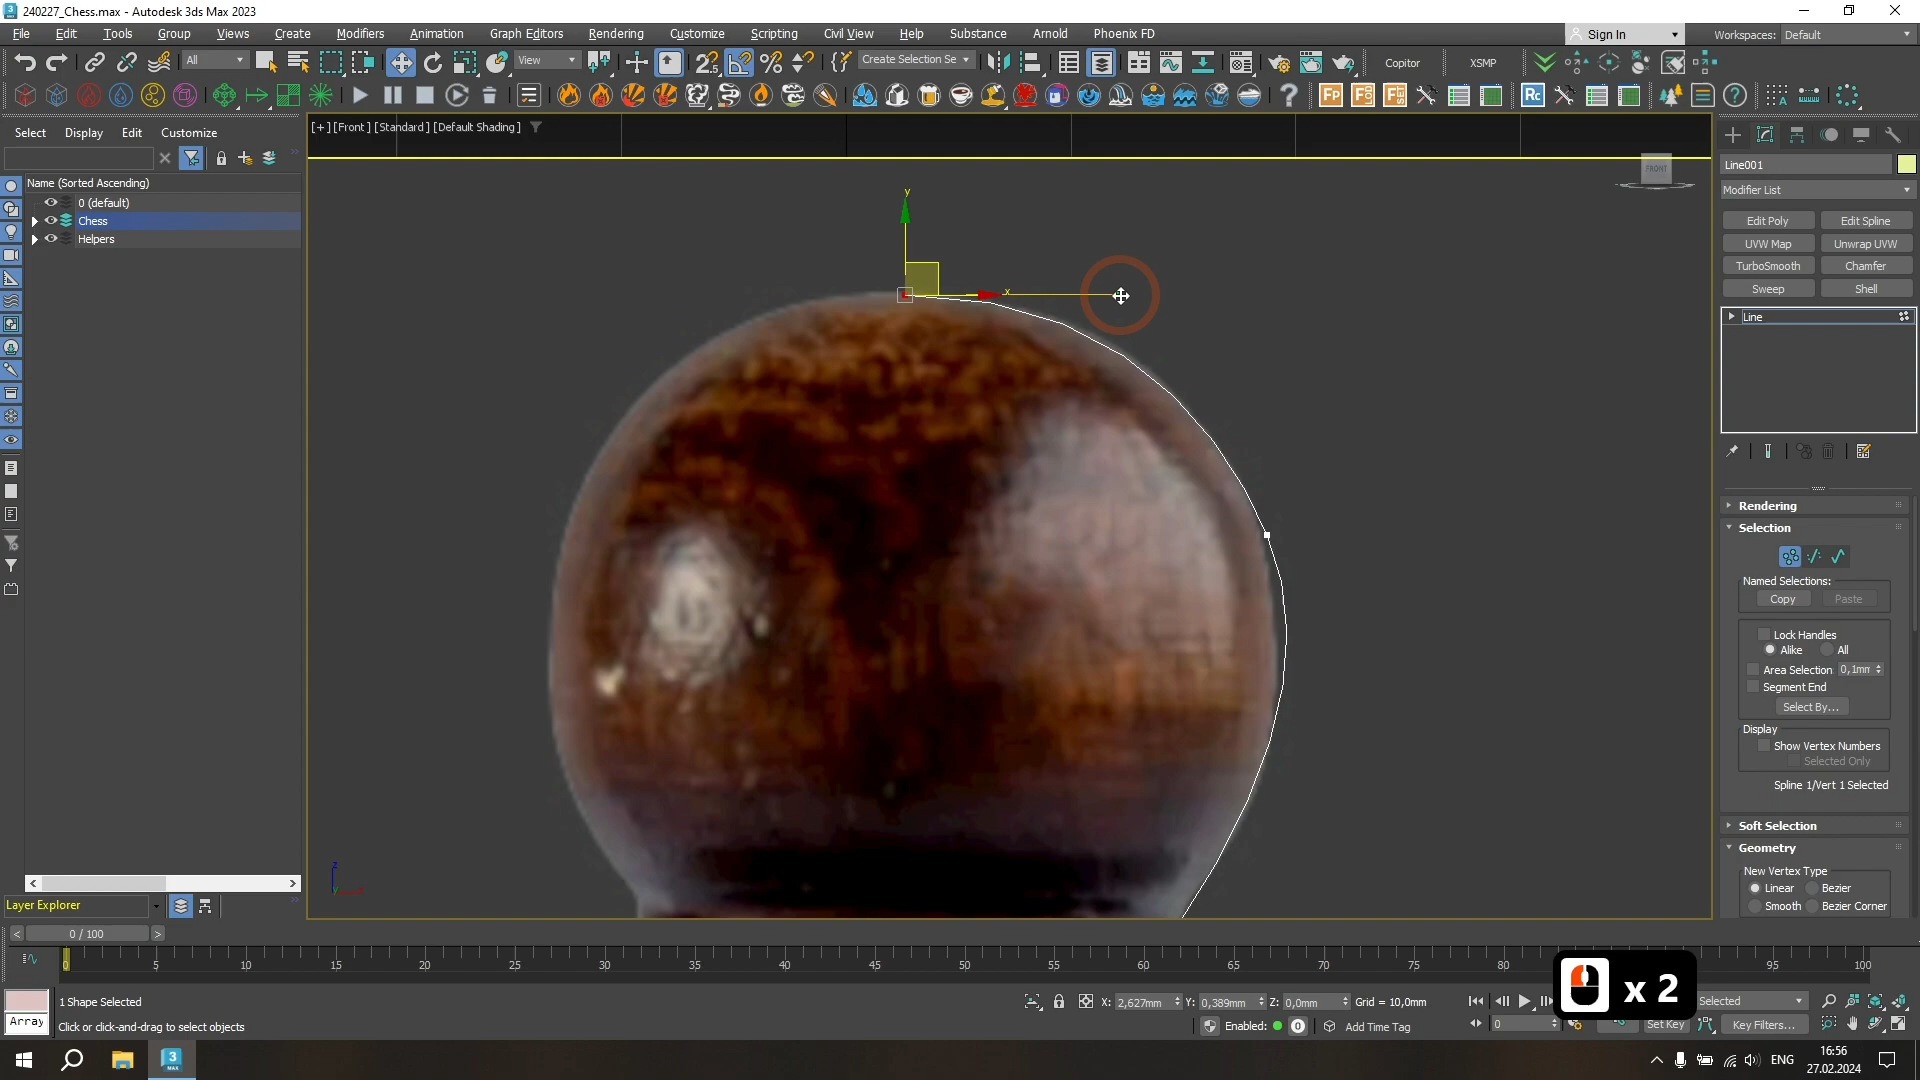 240227_Chess.max - Autodesk 3ds Max 2023
File Edit Tools Group Views Create Modifiers Animation Graph Editors Rendering Customize Scripting Civil View Substance Arnold Help Phoenix FD Sign In Workspaces: Default
All View Create Selection Se Copitor XSMP
Select Display Edit Customize
[+] [Front] [Standard] [Default Shading]
FRONT
Line001
Name (Sorted Ascending)
Modifier List
0 (default)
Chess
Helpers
Edit Poly Edit Spline
UVW Map Unwrap UVW
TurboSmooth Chamfer
Sweep Shell
Line
y
x
Rendering
Selection
Named Selections:
Copy Paste
Lock Handles
Alike All
Area Selection 0,1mm
Segment End
Select By...
Display
Show Vertex Numbers
Selected Only
Spline 1/Vert 1 Selected
Soft Selection
Geometry
New Vertex Type
Linear Bezier
Smooth Bezier Corner
z
Layer Explorer
0 / 100
0 5 10 15 20 25 30 35 40 45 50 55 60 65 70 75 80 95 100
x 2
1 Shape Selected
X: 2,627mm Y: 0,389mm Z: 0,0mm Grid = 10,0mm
Selected
Array
Click or click-and-drag to select objects
Enabled: 0 Add Time Tag
0
Set Key Key Filters...
ENG
16:56
27.02.2024